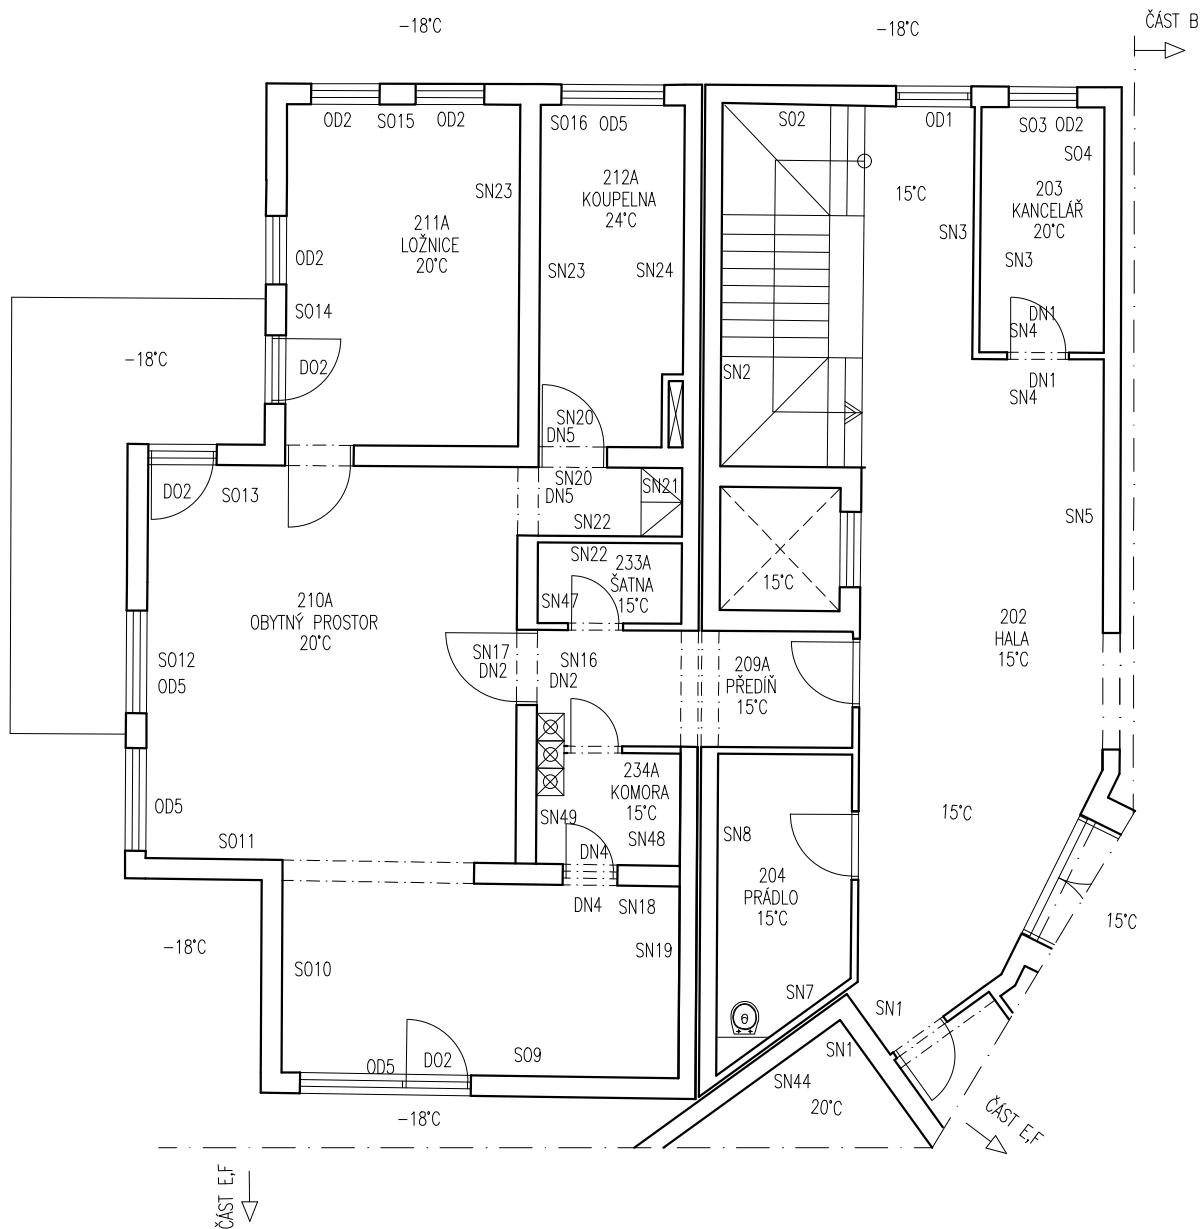 ČÁST B
-18°C
-18°C
OD2
SO15
OD2
SO16
OD5
SO2
OD1
SO3
OD2
SO4
SN23
212A
KOUPELNA
24°C
15°C
203
KANCELÁŘ
20°C
211A
LOŽNICE
20°C
SN3
OD2
SN23
SN24
SN3
SO14
DN1
SN4
-18°C
DO2
SN2
DN1
SN4
SN20
DN5
SN20
DN5
SN21
DO2
SO13
SN22
SN5
SN22
233A
ŠATNA
15°C
15°C
SN47
210A
OBYTNÝ PROSTOR
20°C
202
HALA
15°C
SO12
OD5
SN17
DN2
SN16
DN2
209A
PŘEDÍŇ
15°C
234A
KOMORA
15°C
OD5
SN49
SN48
15°C
SO11
SN8
DN4
204
PRÁDLO
15°C
DN4
SN18
15°C
-18°C
SN19
SO10
SN7
SN1
SO9
OD5
DO2
SN1
SN44
20°C
-18°C
ČÁST E,F
ČÁST E,F